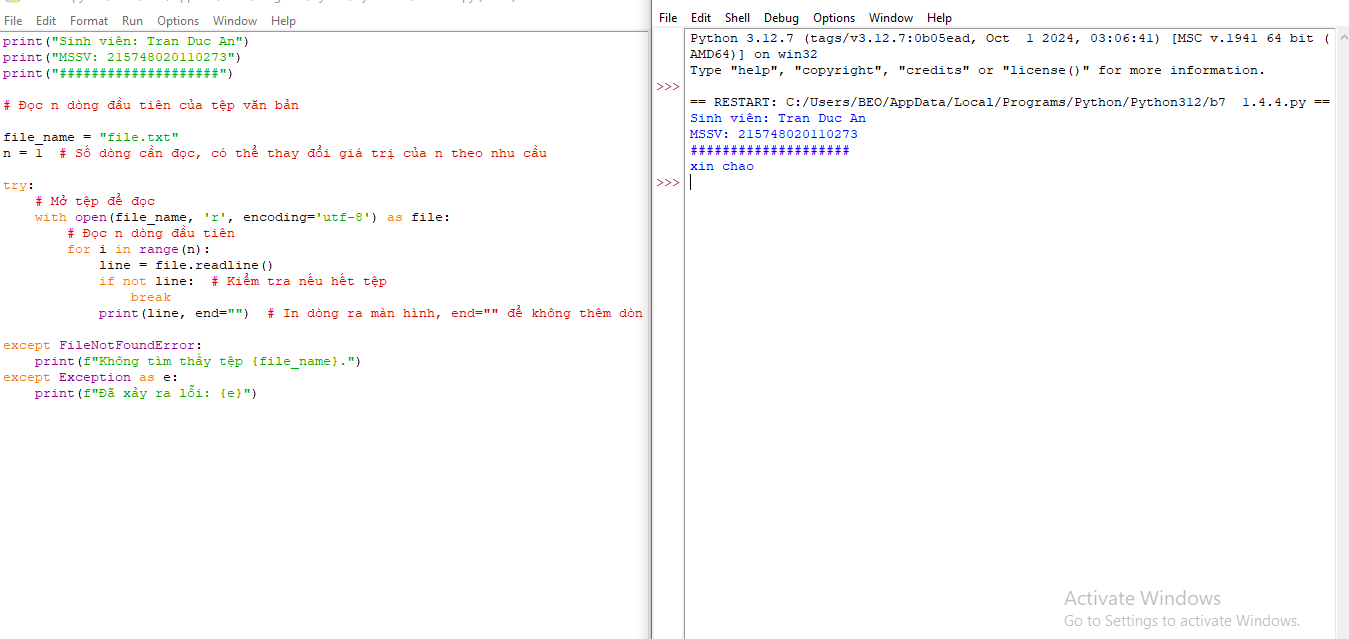 File Edit Format Run Options Window Help
print("Sinh viên: Tran Duc An")
print("MSSV: 215748020110273")
print("####################")
# Đọc n dòng đầu tiên của tệp văn bản
file_name = "file.txt"
n = 1  # Số dòng cần đọc, có thể thay đổi giá trị của n theo nhu cầu
try:
    # Mở tệp để đọc
    with open(file_name, 'r', encoding='utf-8') as file:
        # Đọc n dòng đầu tiên
        for i in range(n):
            line = file.readline()
            if not line:  # Kiểm tra nếu hết tệp
                break
            print(line, end="")  # In dòng ra màn hình, end="" để không thêm dòn
except FileNotFoundError:
    print(f"Không tìm thấy tệp {file_name}.")
except Exception as e:
    print(f"Đã xảy ra lỗi: {e}")
File Edit Shell Debug Options Window Help
Python 3.12.7 (tags/v3.12.7:0b05ead, Oct  1 2024, 03:06:41) [MSC v.1941 64 bit (
AMD64)] on win32
Type "help", "copyright", "credits" or "license()" for more information.
>>>
== RESTART: C:/Users/BEO/AppData/Local/Programs/Python/Python312/b7  1.4.4.py ==
Sinh viên: Tran Duc An
MSSV: 215748020110273
####################
xin chao
>>>
Activate Windows
Go to Settings to activate Windows.